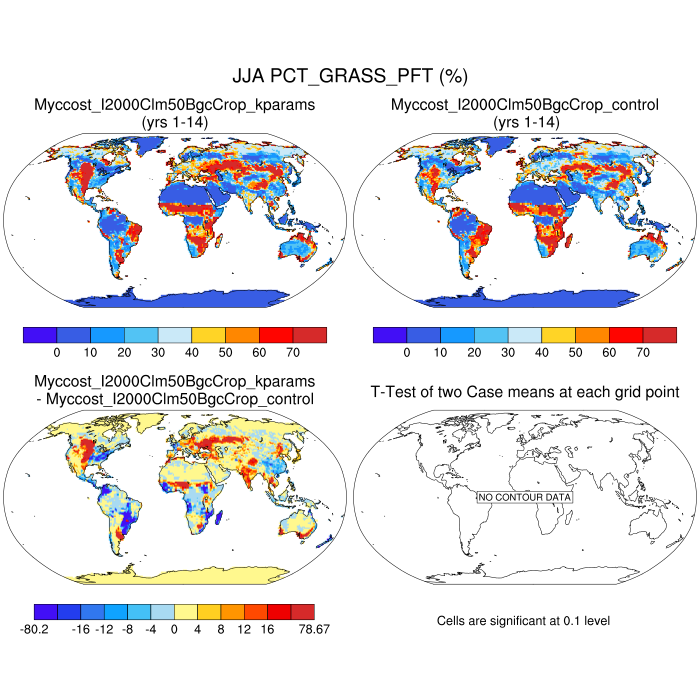 JJA PCT_GRASS_PFT (%)
Myccost_I2000Clm50BgcCrop_kparams
(yrs 1-14)
Myccost_I2000Clm50BgcCrop_control
(yrs 1-14)
0 10 20 30 40 50 60 70
0 10 20 30 40 50 60 70
Myccost_I2000Clm50BgcCrop_kparams
- Myccost_I2000Clm50BgcCrop_control
T-Test of two Case means at each grid point
NO CONTOUR DATA
-80.2 -16 -12 -8 -4 0 4 8 12 16 78.67
Cells are significant at 0.1 level